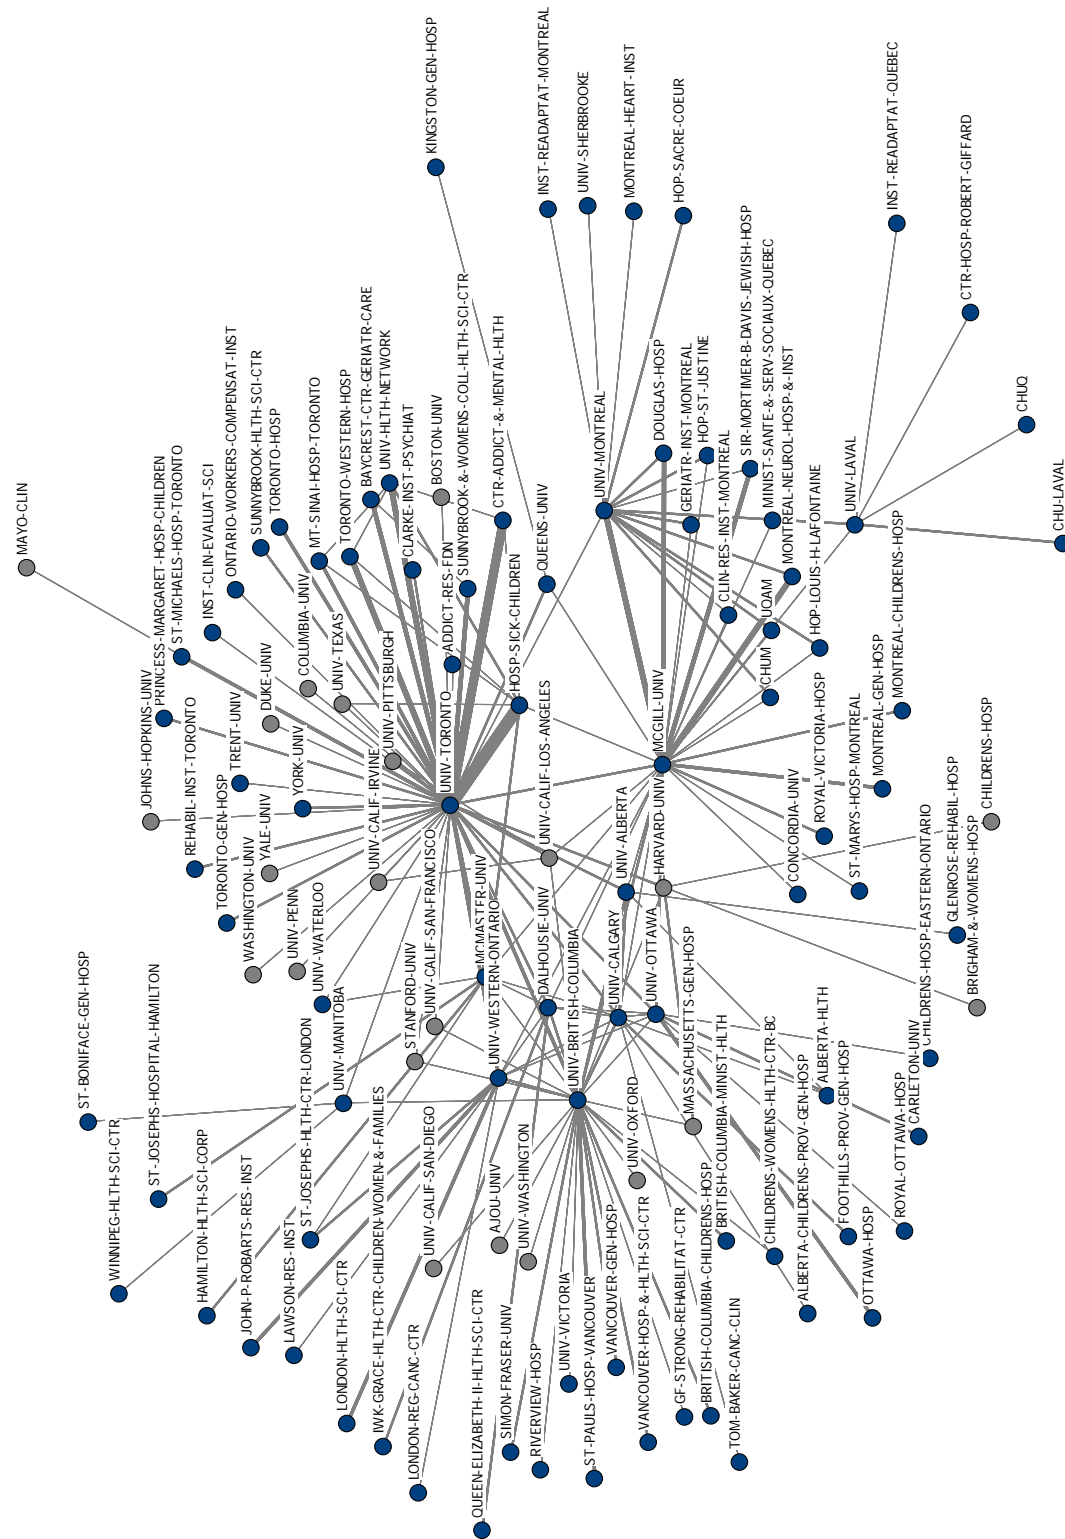 MAYO-CLIN
KINGSTON-GEN-HOSP
INST-READAPTAT-MONTREAL
UNIV-SHERBROOKE
MONTREAL-HEART-INST
HOP-SACRE-COEUR
INST-READAPTAT-QUEBEC
CTR-HOSP-ROBERT-GIFFARD
CHUQ
CHU-LAVAL
UNIV-LAVAL
JOHNS-HOPKINS-UNIV
PRINCESS-MARGARET-HOSP-CHILDREN
ST-MICHAELS-HOSP-TORONTO
INST-CLIN-EVALUAT-SCI
ONTARIO-WORKERS-COMPENSAT-INST
SUNNYBROOK-HLTH-SCI-CTR
TORONTO-HOSP
MT-SINAI-HOSP-TORONTO
TORONTO-WESTERN-HOSP
BAYCREST-CTR-GERIATR-CARE
UNIV-HLTH-NETWORK
CLARKE-INST-PSYCHIAT
BOSTON-UNIV
SUNNYBROOK-&-WOMENS-COLL-HLTH-SCI-CTR
CTR-ADDICT-&-MENTAL-HLTH
ADDICT-RES-FDN
HOSP-SICK-CHILDREN
QUEENS-UNIV
UNIV-MONTREAL
DOUGLAS-HOSP
GERIATR-INST-MONTREAL
HOP-ST-JUSTINE
CLIN-RES-INST-MONTREAL
SIR-MORTIMER-B-DAVIS-JEWISH-HOSP
MINIST-SANTE-&-SERV-SOCIAUX-QUEBEC
MONTREAL-NEUROL-HOSP-&-INST
UQAM
CHUM
HOP-LOUIS-H-LAFONTAINE
MONTREAL-CHILDRENS-HOSP
MONTREAL-GEN-HOSP
ROYAL-VICTORIA-HOSP
ST-MARYS-HOSP-MONTREAL
CONCORDIA-UNIV
MCGILL-UNIV
HARVARD-UNIV
REHABIL-INST-TORONTO
TORONTO-GEN-HOSP
TRENT-UNIV
DUKE-UNIV
COLUMBIA-UNIV
UNIV-TEXAS
UNIV-PITTSBURGH
YORK-UNIV
YALE-UNIV
WASHINGTON-UNIV
UNIV-PENN
UNIV-WATERLOO
UNIV-CALIF-IRVINE
UNIV-TORONTO
UNIV-CALIF-LOS-ANGELES
UNIV-CALIF-SAN-FRANCISCO
STANFORD-UNIV
MCMASTER-UNIV
UNIV-WESTERN-ONTARIO
DALHOUSIE-UNIV
UNIV-BRITISH-COLUMBIA
UNIV-ALBERTA
UNIV-CALGARY
UNIV-OTTAWA
MASSACHUSETTS-GEN-HOSP
CHILDRENS-HOSP
BRIGHAM-&-WOMENS-HOSP
GLENROSE-REHABIL-HOSP
CHILDRENS-HOSP-EASTERN-ONTARIO
CARLETON-UNIV
ROYAL-OTTAWA-HOSP
ALBERTA-HLTH
FOOTHILLS-PROV-GEN-HOSP
OTTAWA-HOSP
ALBERTA-CHILDRENS-PROV-GEN-HOSP
CHILDRENS-WOMENS-HLTH-CTR-BC
BRITISH-COLUMBIA-MINIST-HLTH
UNIV-OXFORD
TOM-BAKER-CANC-CLIN
BRITISH-COLUMBIA-CHILDRENS-HOSP
GF-STRONG-REHABILITAT-CTR
VANCOUVER-HOSP-&-HLTH-SCI-CTR
VANCOUVER-GEN-HOSP
ST-PAULS-HOSP-VANCOUVER
UNIV-VICTORIA
RIVERVIEW-HOSP
SIMON-FRASER-UNIV
QUEEN-ELIZABETH-II-HLTH-SCI-CTR
UNIV-WASHINGTON
AJOU-UNIV
UNIV-CALIF-SAN-DIEGO
LONDON-REG-CANC-CTR
IWK-GRACE-HLTH-CTR-CHILDREN-WOMEN-&-FAMILIES
LONDON-HLTH-SCI-CTR
LAWSON-RES-INST
ST-JOSEPHS-HLTH-CTR-LONDON
JOHN-P-ROBARTS-RES-INST
HAMILTON-HLTH-SCI-CORP
ST-JOSEPHS-HOSPITAL-HAMILTON
UNIV-MANITOBA
WINNIPEG-HLTH-SCI-CTR
ST-BONIFACE-GEN-HOSP